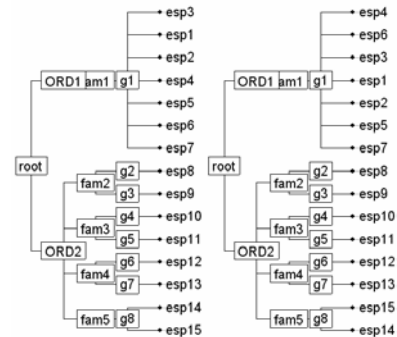 esp3
esp1
esp2
ORD1 am1 g1 esp4
esp5
esp6
esp7
root
g2 esp8
fam2
g3 esp9
g4 esp10
fam3
g5 esp11
ORD2
g6 esp12
fam4
g7 esp13
esp14
fam5 g8
esp15
esp4
esp6
esp3
ORD1 am1 g1 esp1
esp2
esp5
esp7
root
g2 esp8
fam2
g3 esp9
g4 esp10
fam3
g5 esp11
ORD2
g6 esp12
fam4
g7 esp13
esp15
fam5 g8
esp14